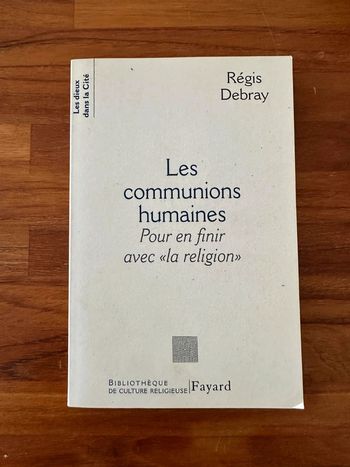 Les dieux
dans la Cité
Régis
Debray
Les
communions
humaines
Pour en finir
avec «la religion»
BIBLIOTHÈQUE
DE CULTURE RELIGIEUSE
Fayard